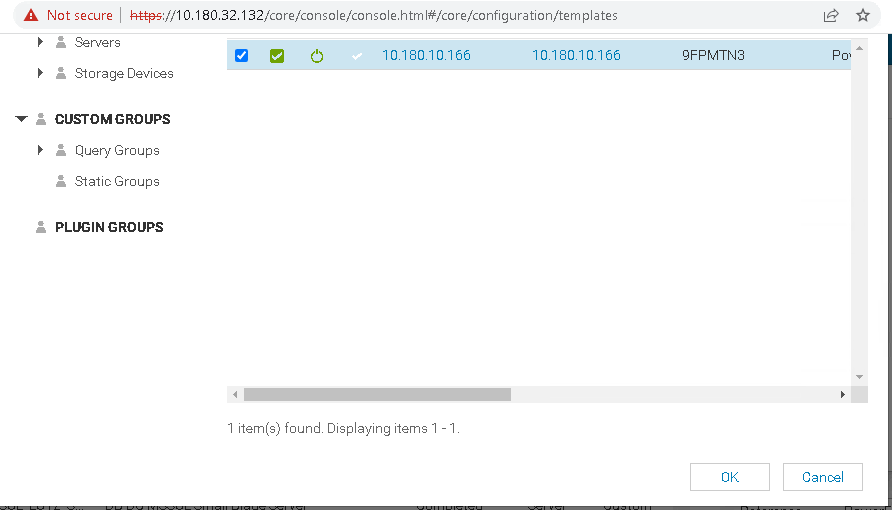 Not secure https://10.180.32.132/core/console/console.html#/core/configuration/templates
Servers
10.180.10.166 10.180.10.166 9FPMTN3
Storage Devices
CUSTOM GROUPS
Query Groups
Static Groups
PLUGIN GROUPS
1 item(s) found. Displaying items 1 - 1.
OK Cancel